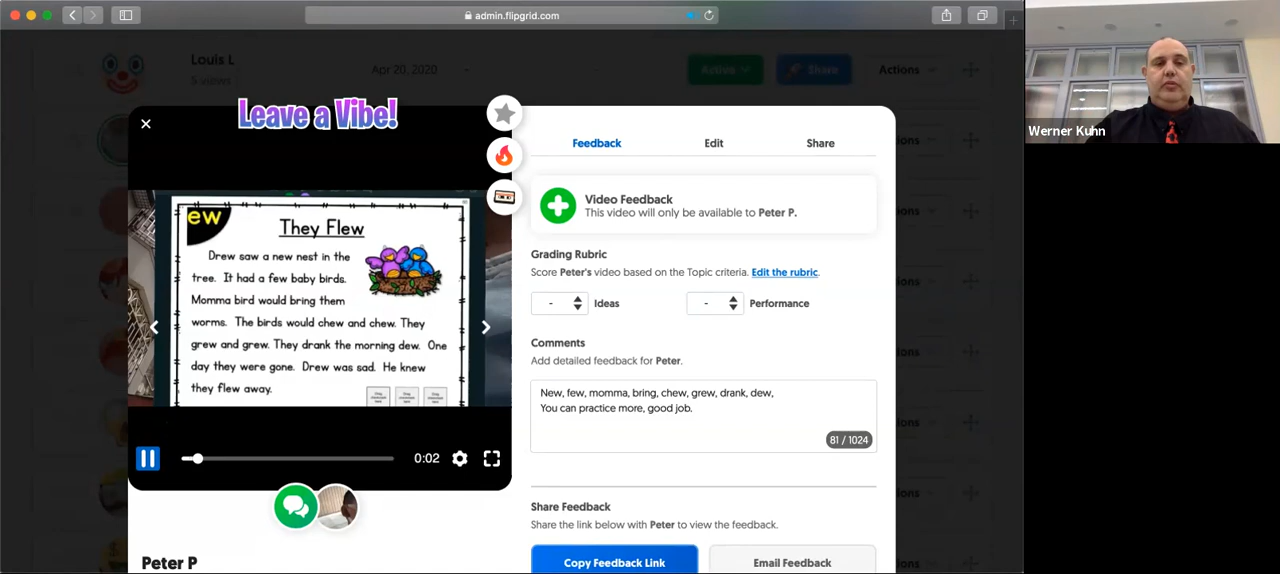 admin.flipgrid.com
Louis L
Apr 20, 2020
Active
Share
Actions
Leave a Vibe!
ew
They Flew
Drew saw a new nest in the
tree. It had a few baby birds.
Momma bird would bring them
worms. The birds would chew and chew. They
grew and grew. They drank the morning dew. One
day they were gone. Drew was sad. He knew
they flew away.
0:02
Peter P
Feedback
Edit
Share
Video Feedback
This video will only be available to Peter P.
Grading Rubric
Score Peter's video based on the Topic criteria. Edit the rubric.
- Ideas
- Performance
Comments
Add detailed feedback for Peter.
New, few, momma, bring, chew, grew, drank, dew,
You can practice more, good job.
81 / 1024
Share Feedback
Share the link below with Peter to view the feedback.
Copy Feedback Link
Email Feedback
Werner Kuhn